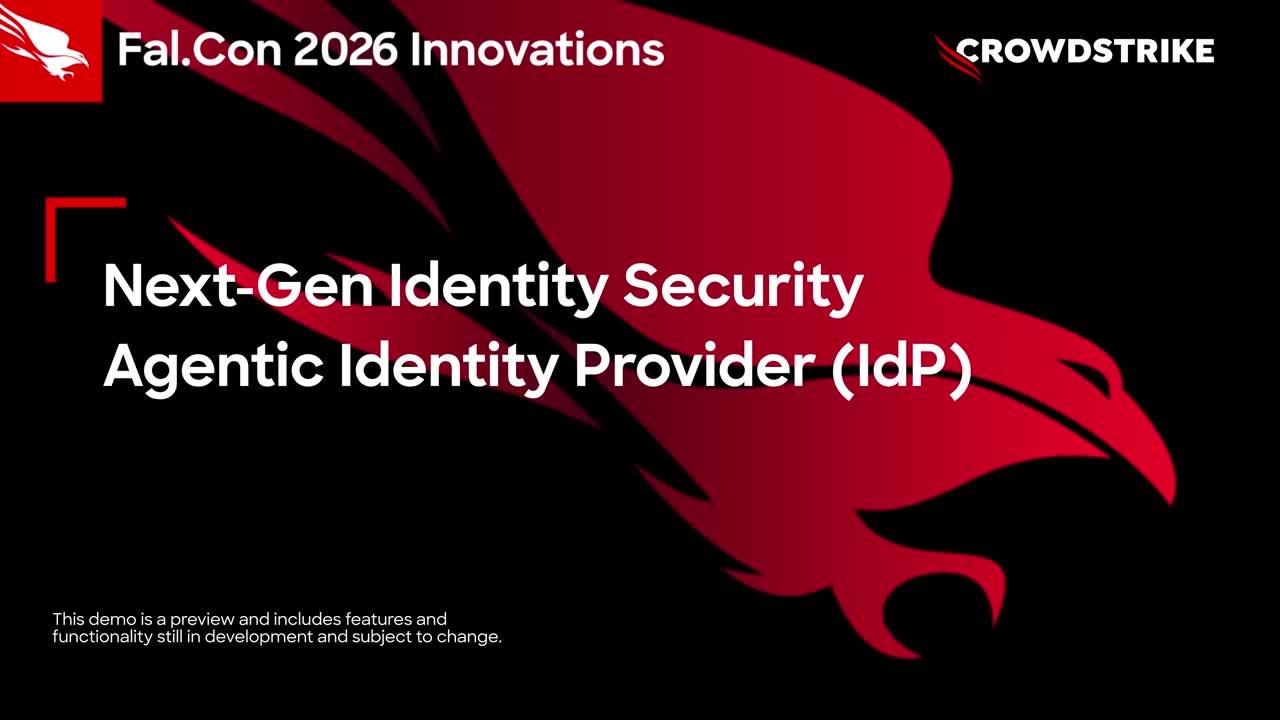 Fal.Con 2026 Innovations
CROWDSTRIKE
Next-Gen Identity Security
Agentic Identity Provider (IdP)
This demo is a preview and includes features and
functionality still in development and subject to change.